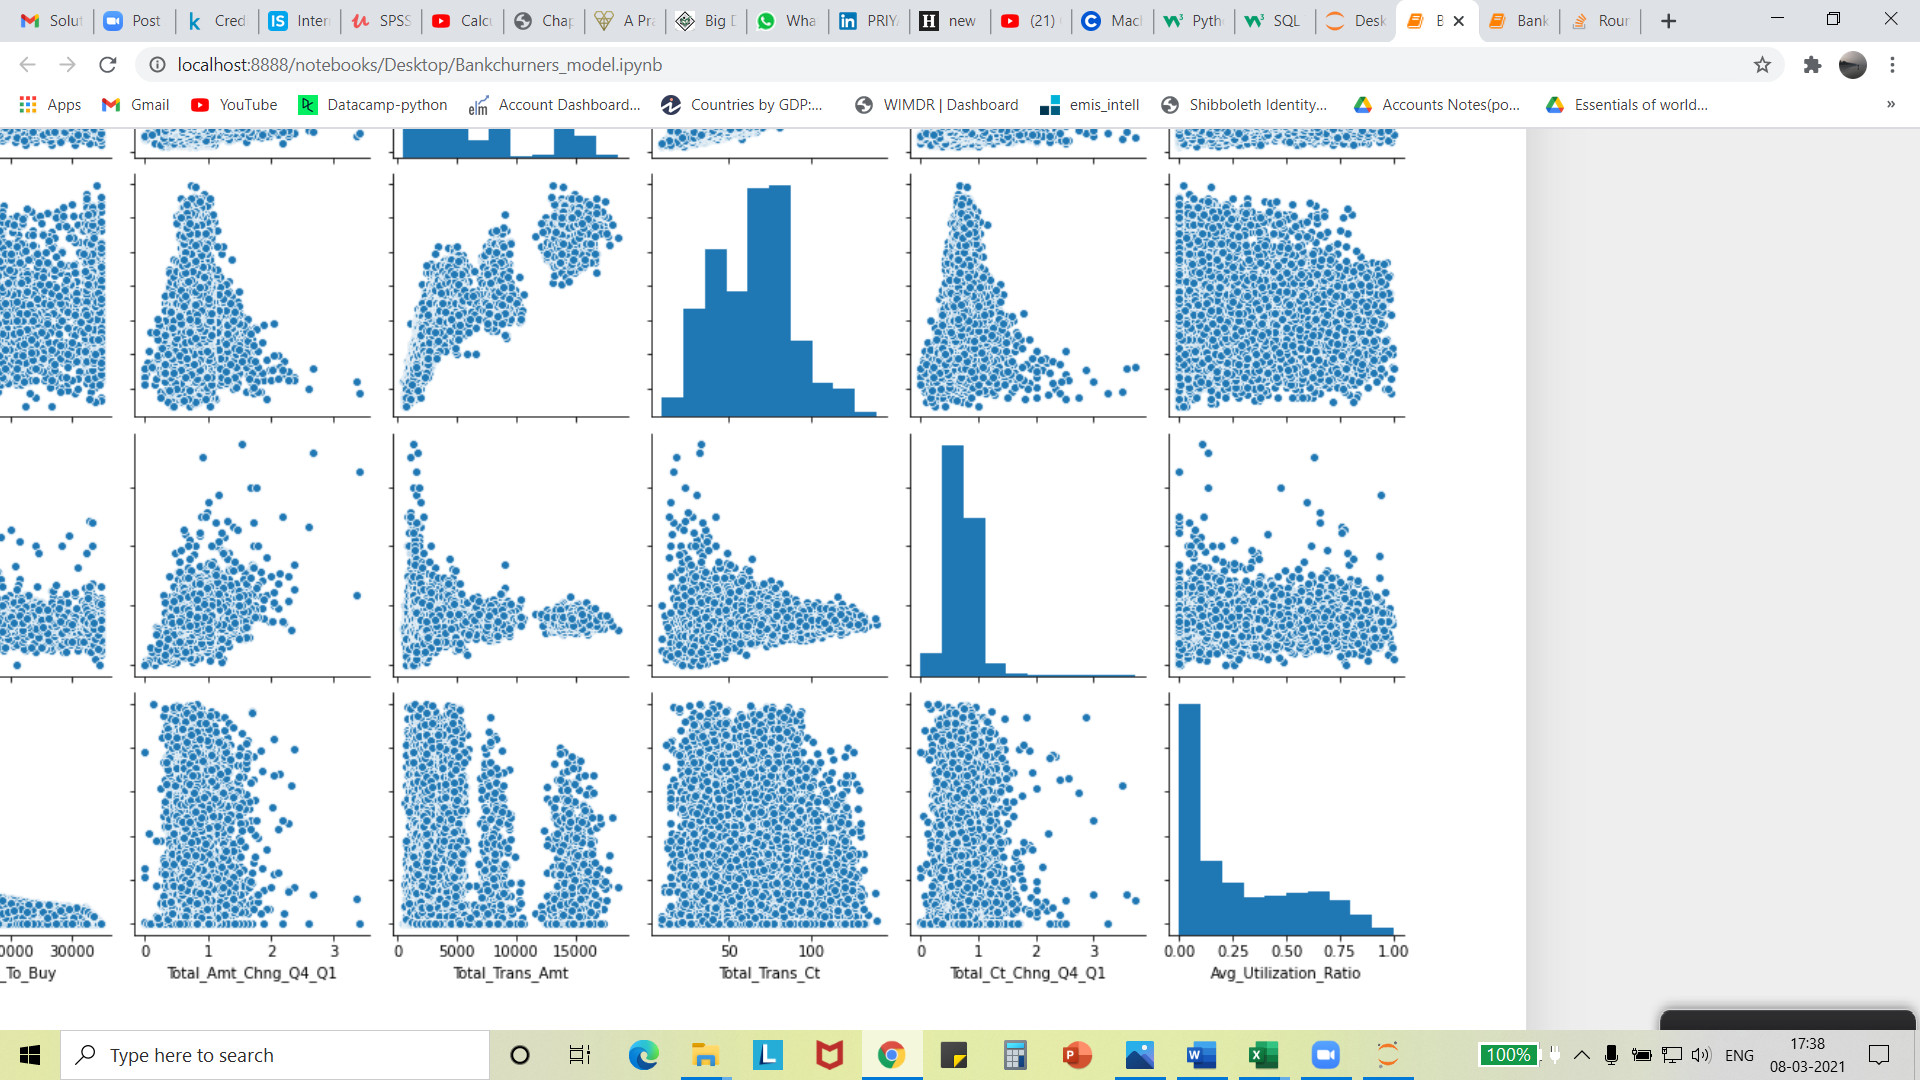 Solut Post Cred Inter SPSS Calcu Chap A Pra Big D Wha PRIY new (21) Macl Pyth SQL Desk B Bank Rour
localhost:8888/notebooks/Desktop/Bankchurners_model.ipynb
Apps Gmail YouTube Datacamp-python Account Dashboard... Countries by GDP:... WIMDR | Dashboard emis_intell Shibboleth Identity... Accounts Notes(po... Essentials of world... »
0000 30000 0 1 2 3 0 5000 10000 15000 50 100 0 1 2 3 0.00 0.25 0.50 0.75 1.00
_To_Buy Total_Amt_Chng_Q4_Q1 Total_Trans_Amt Total_Trans_Ct Total_Ct_Chng_Q4_Q1 Avg_Utilization_Ratio
Type here to search
100%
ENG
17:38
08-03-2021